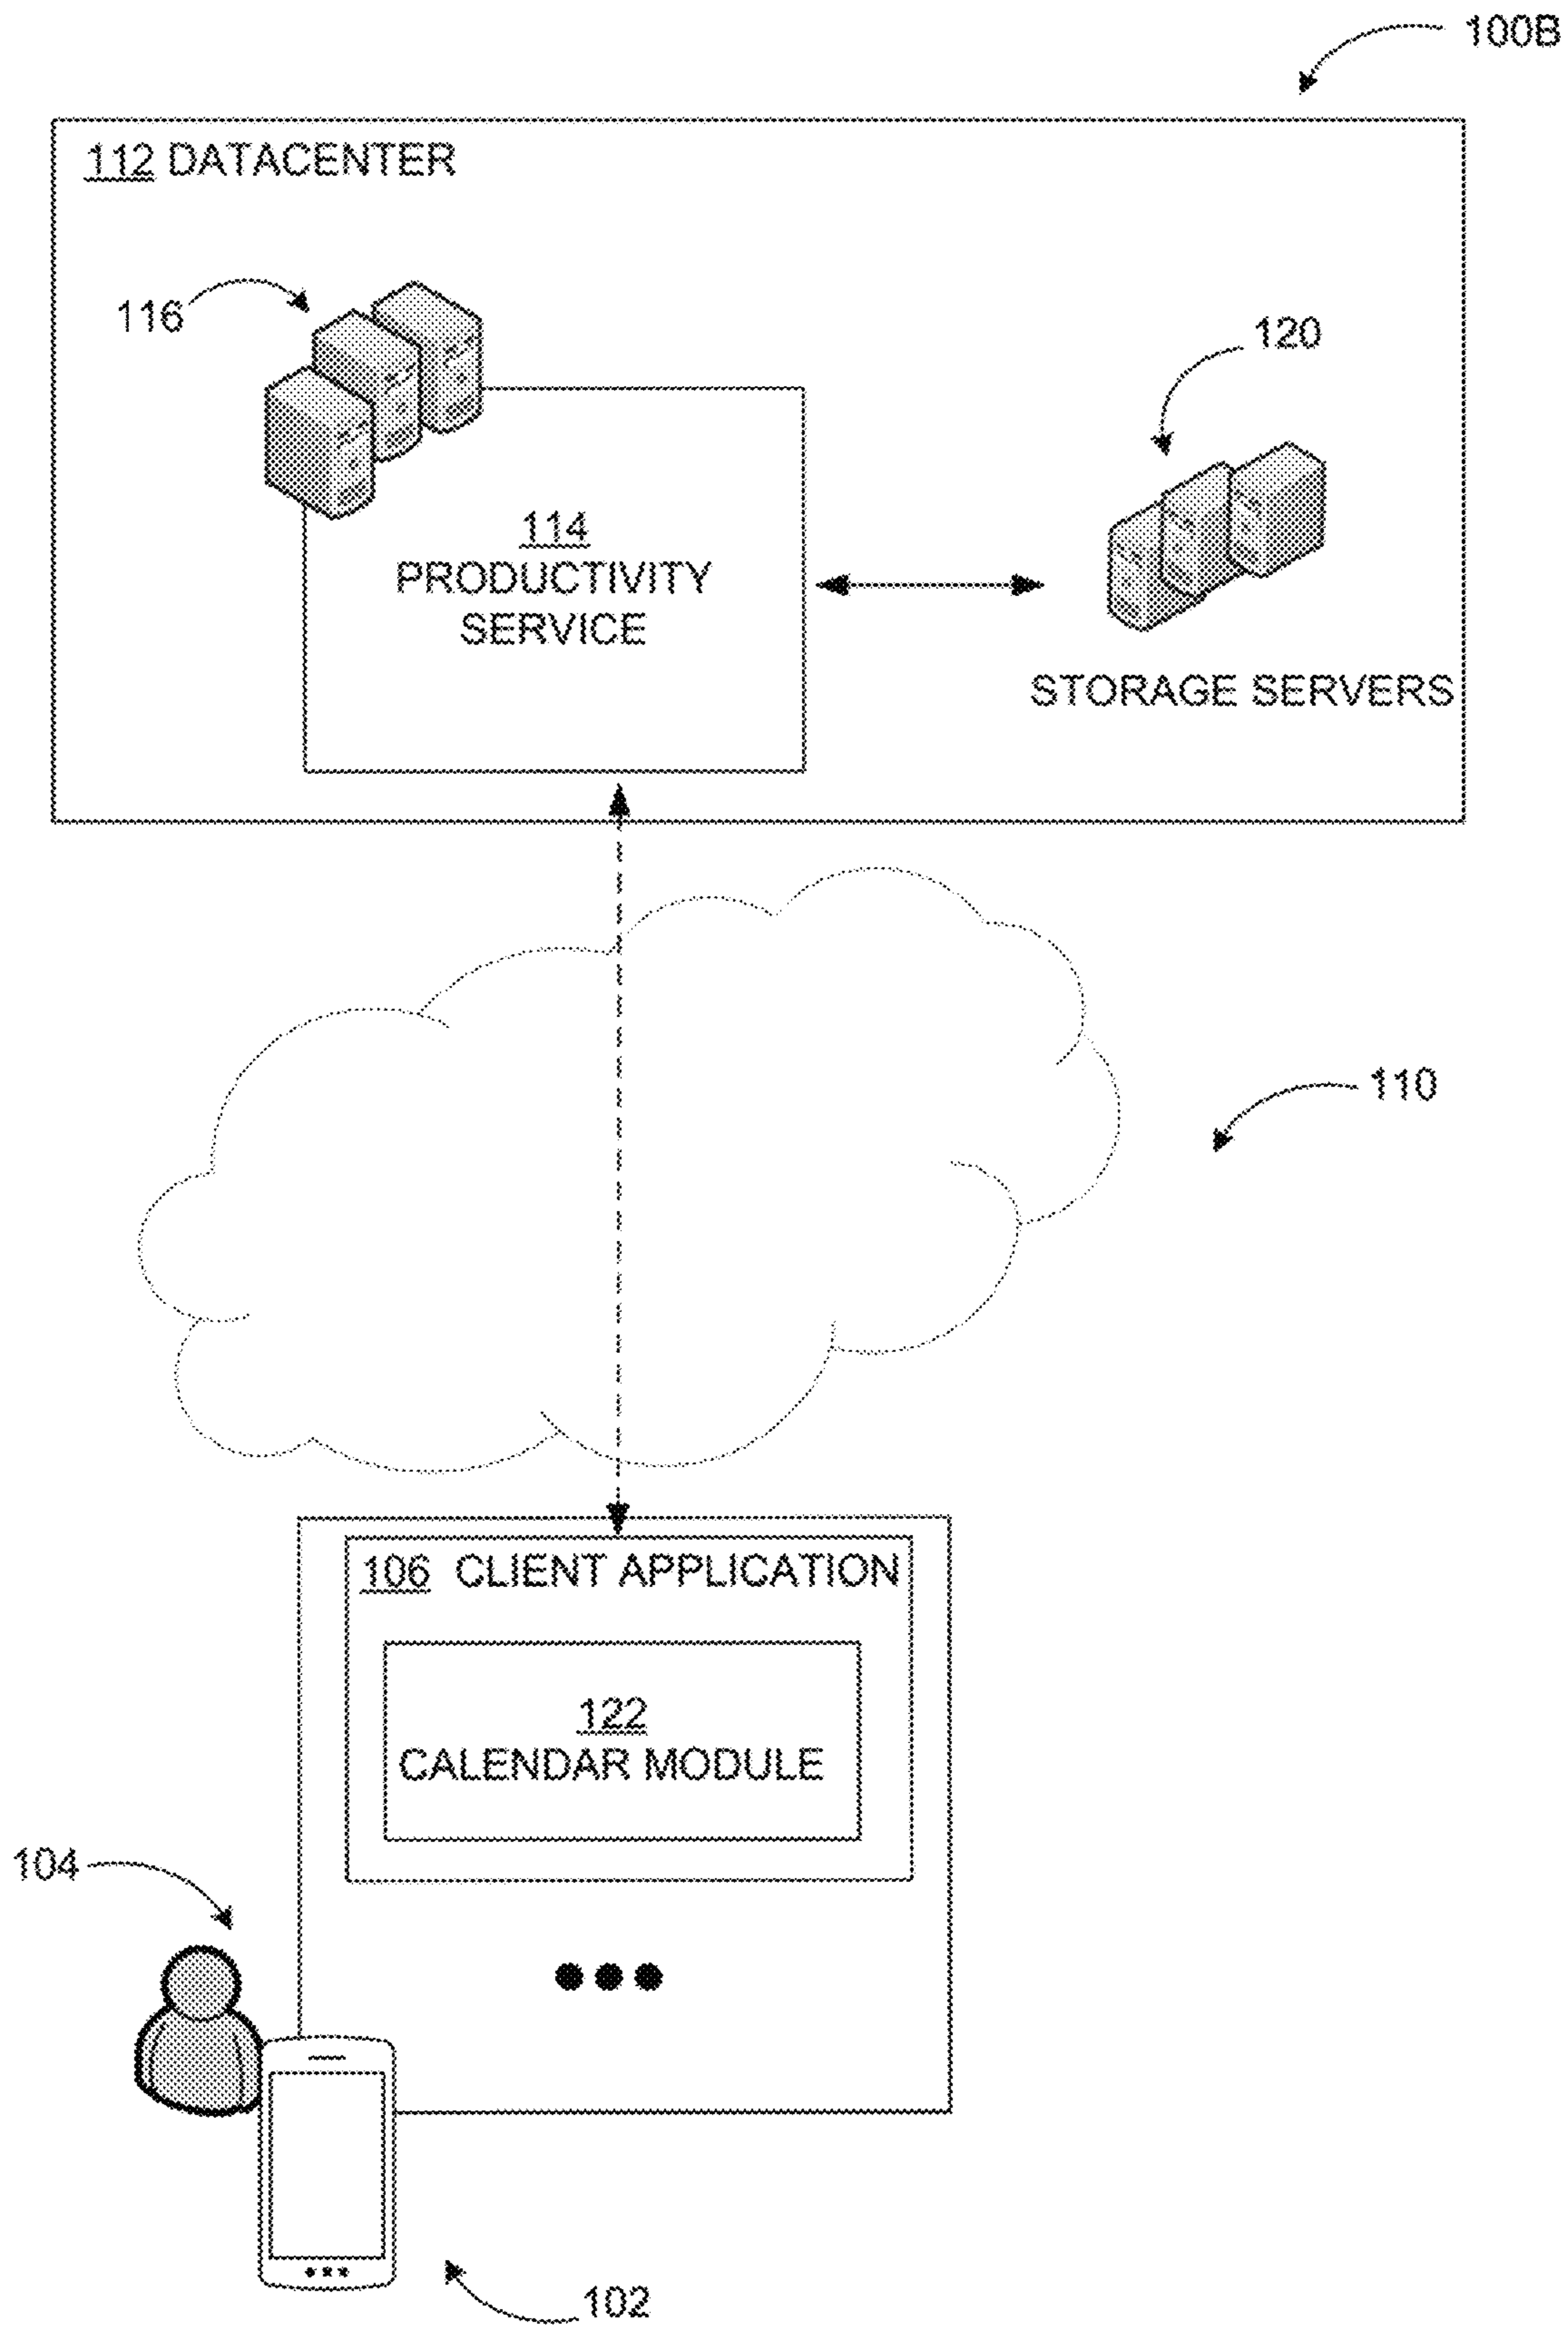 100B
112 DATACENTER
116
120
114
PRODUCTIVITY
SERVICE
STORAGE SERVERS
110
106 CLIENT APPLICATION
122
CALENDAR MODULE
104
102